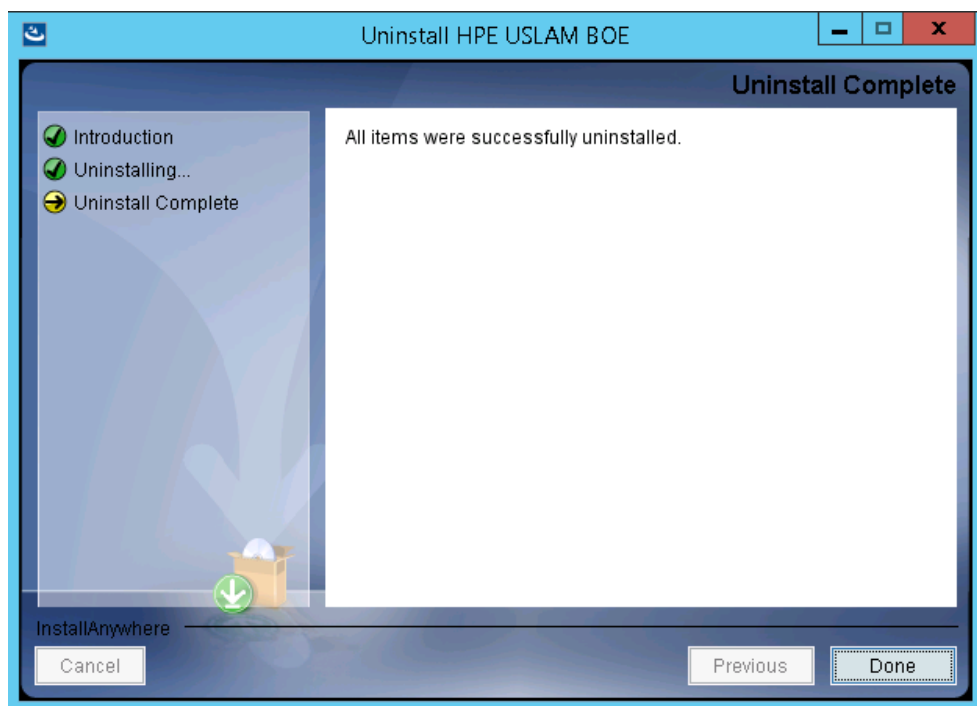 Uninstall HPE USLAM BOE
Uninstall Complete
Introduction
Uninstalling...
Uninstall Complete
All items were successfully uninstalled.
InstallAnywhere
Cancel
Previous
Done